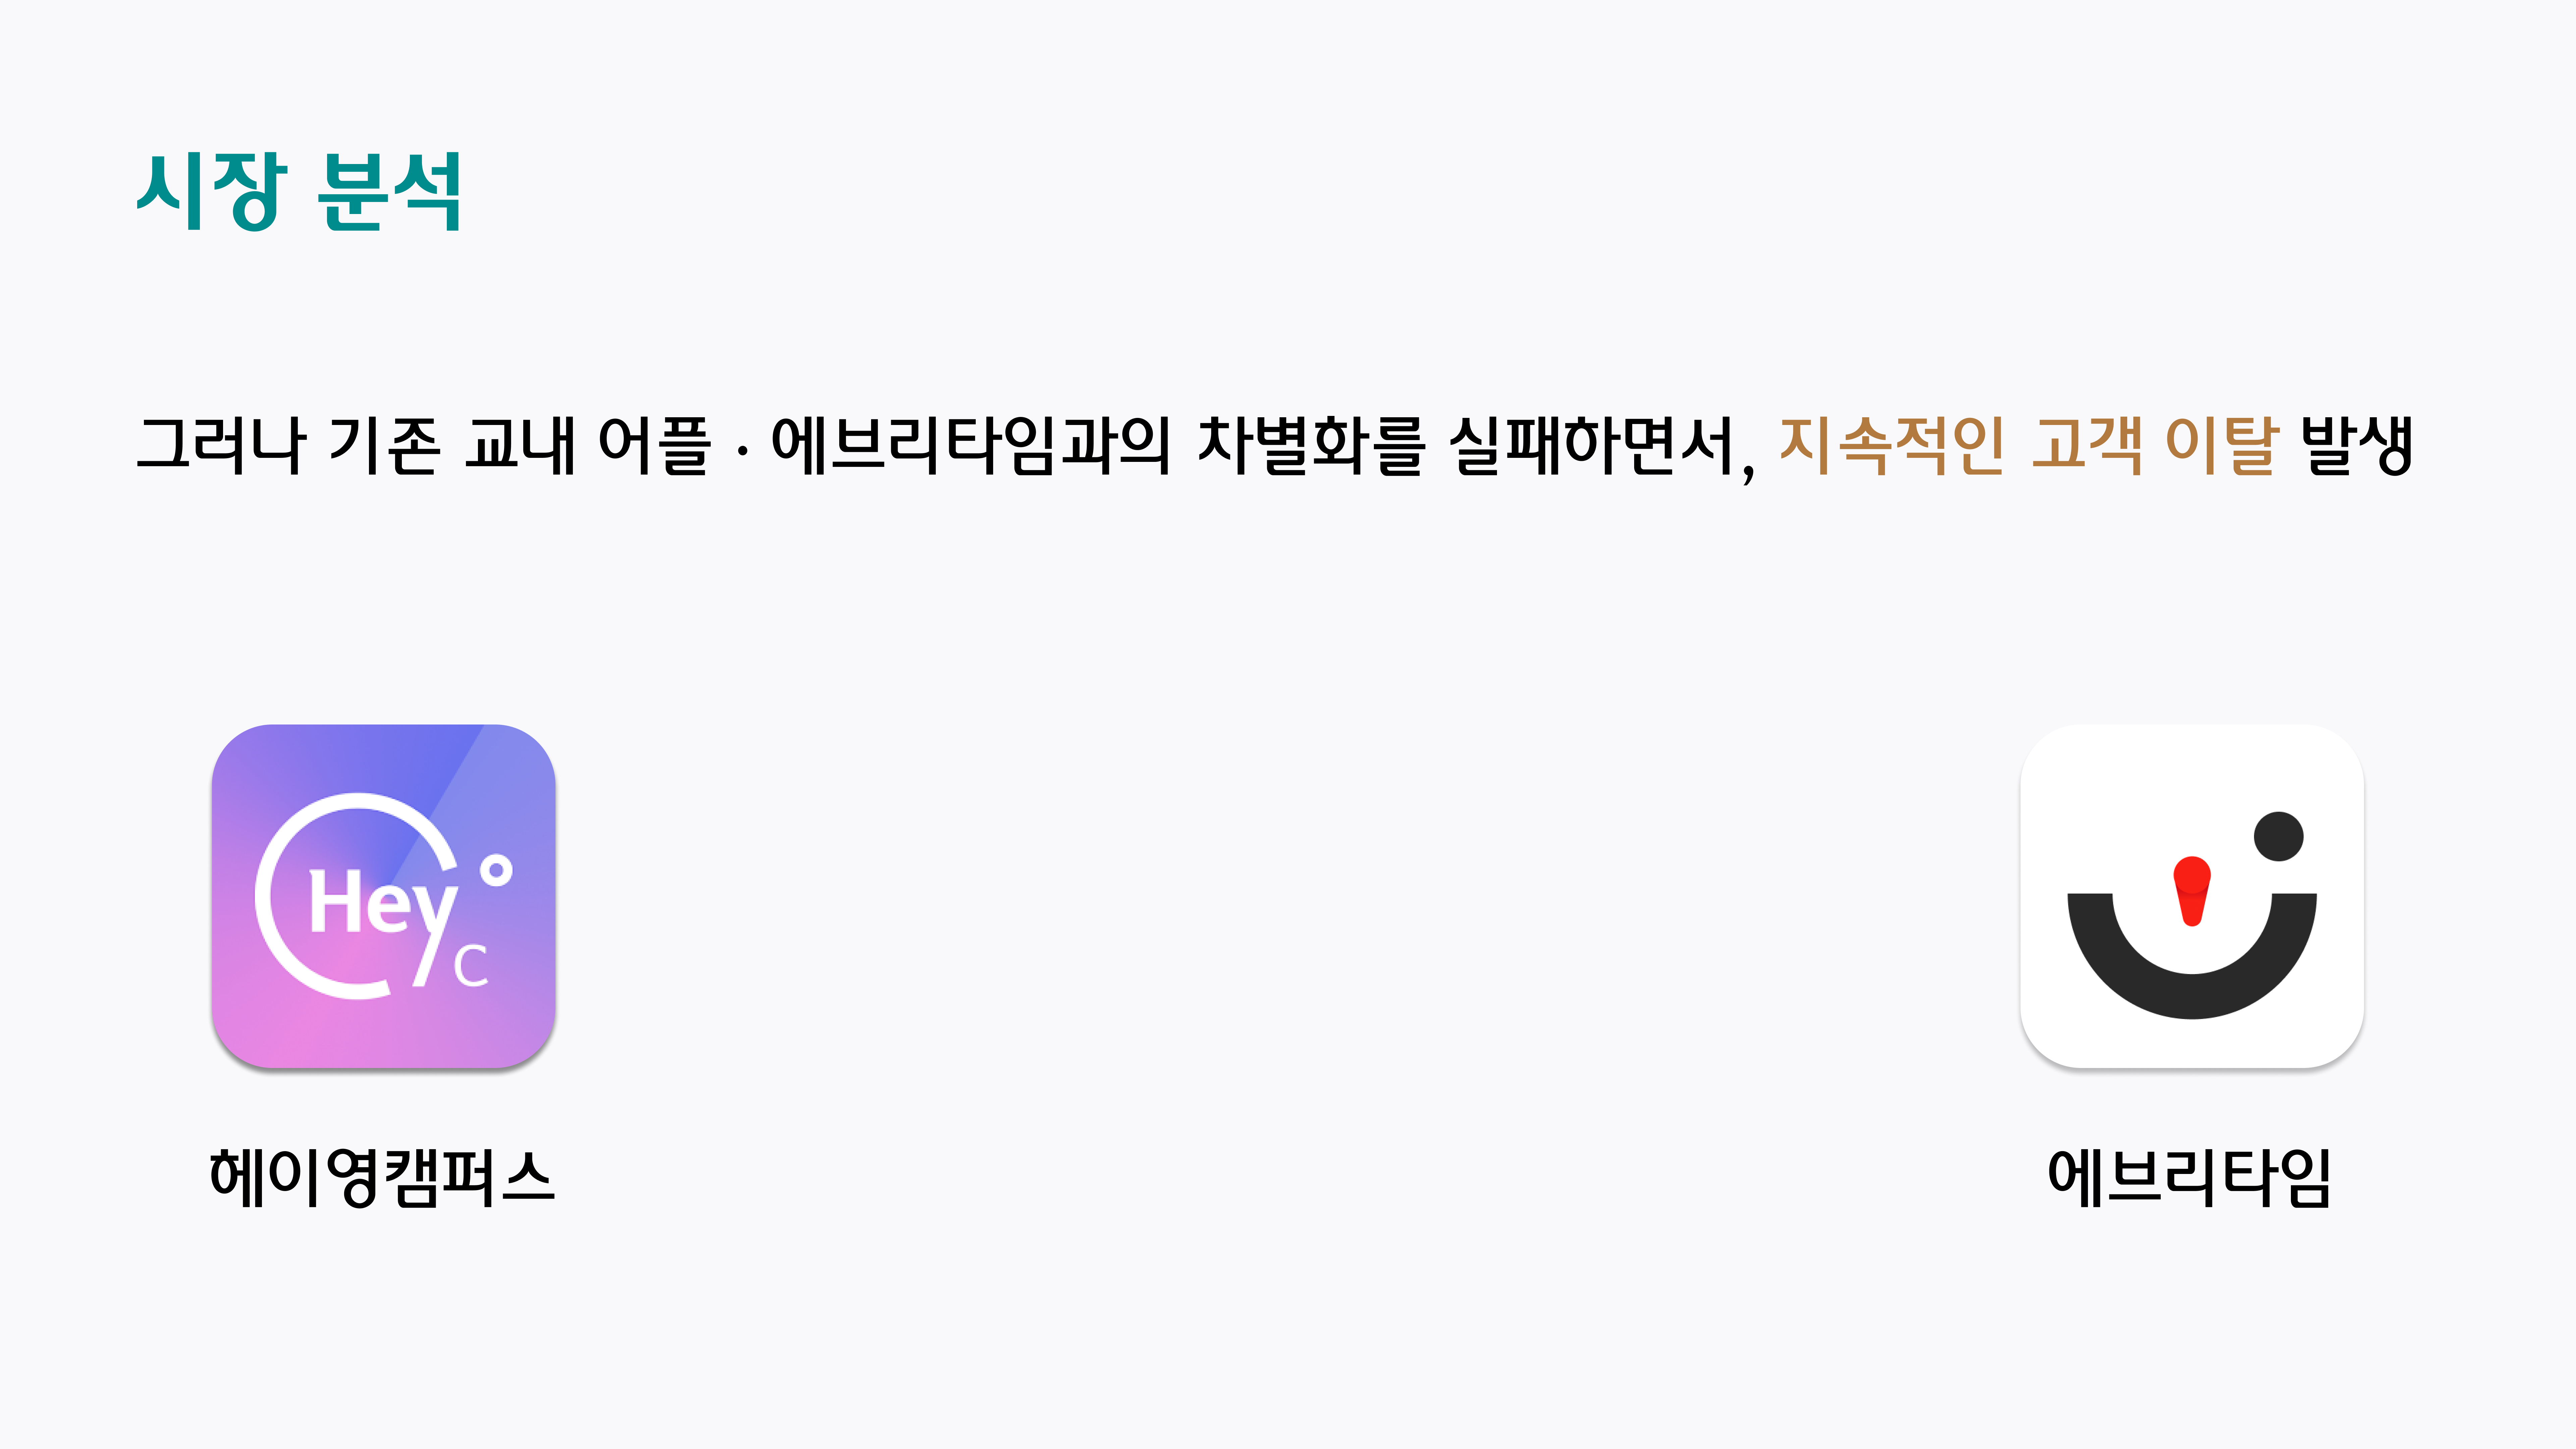 시장 분석
그러나 기존 교내 어플 · 에브리타임과의 차별화를 실패하면서, 지속적인 고객 이탈 발생
Hey
C
헤이영캠퍼스
에브리타임